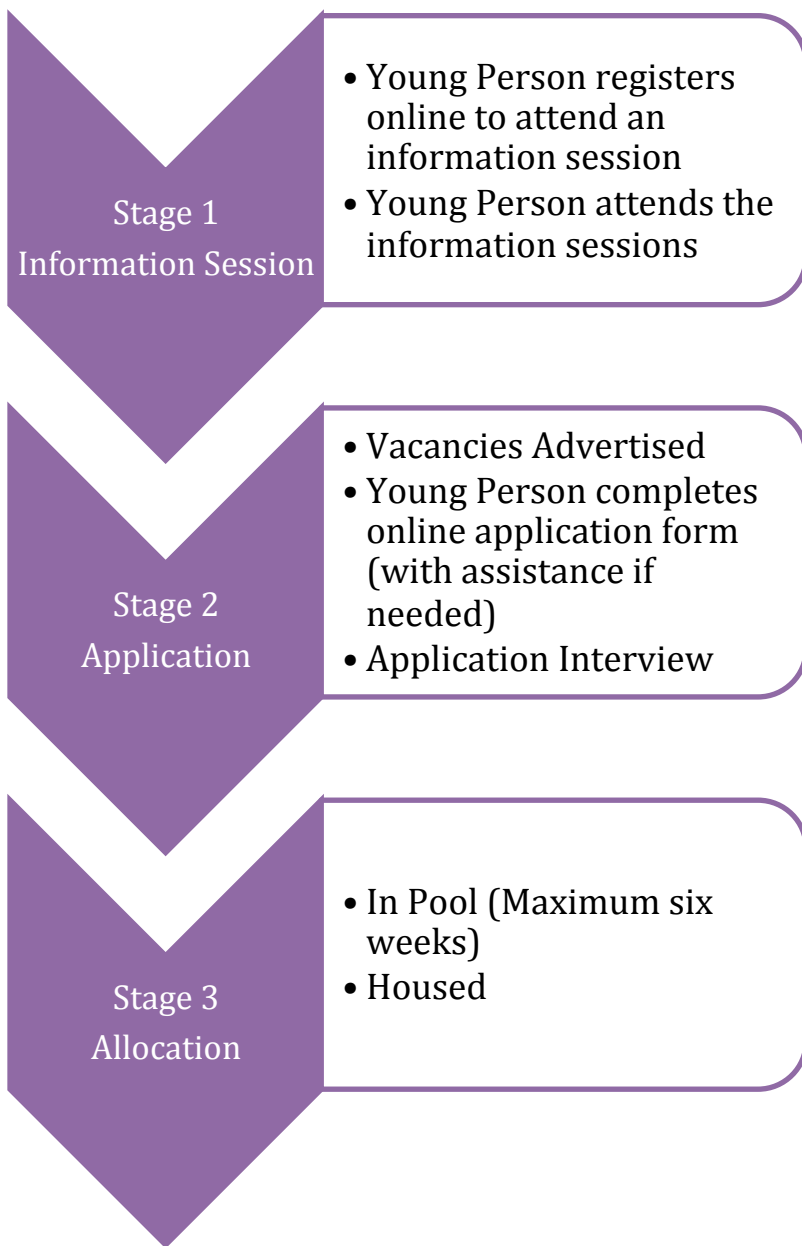 Stage 1
Information Session
• Young Person registers
online to attend an
information session
• Young Person attends the
information sessions
Stage 2
Application
• Vacancies Advertised
• Young Person completes
online application form
(with assistance if
needed)
• Application Interview
Stage 3
Allocation
• In Pool (Maximum six
weeks)
• Housed